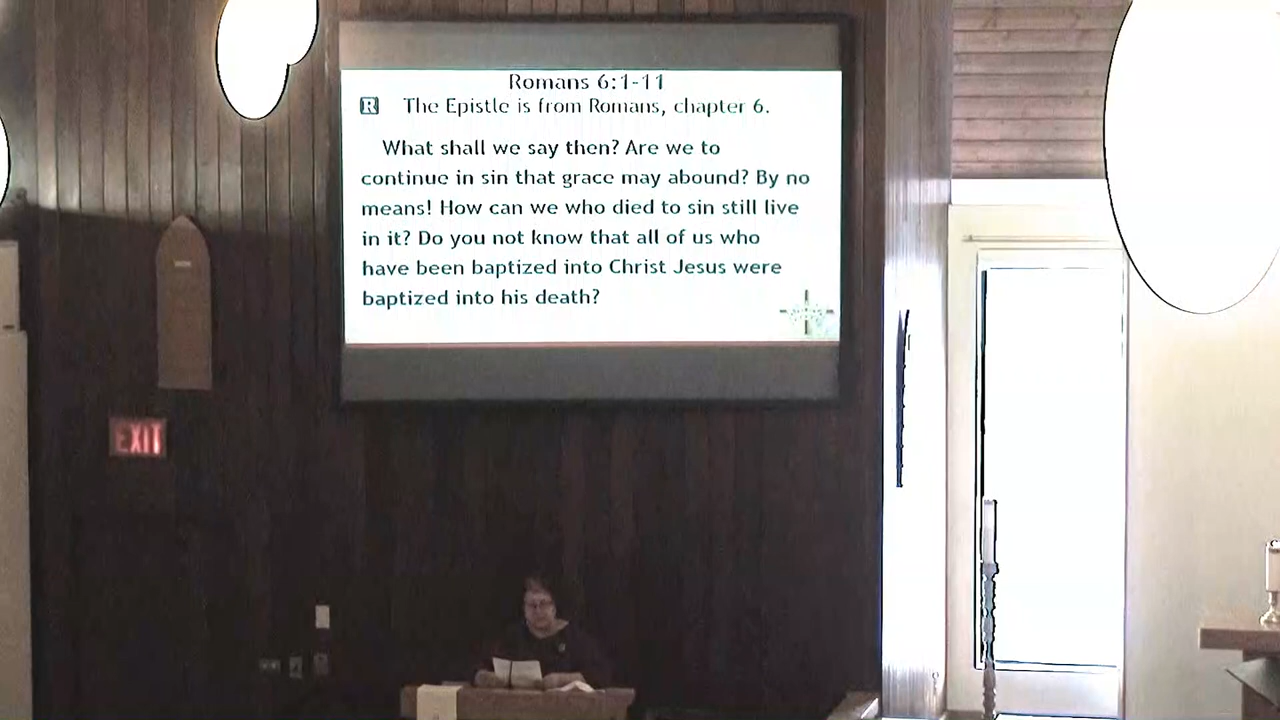 Romans 6:1-11
R The Epistle is from Romans, chapter 6.
What shall we say then? Are we to
continue in sin that grace may abound? By no
means! How can we who died to sin still live
in it? Do you not know that all of us who
have been baptized into Christ Jesus were
baptized into his death?
EXIT